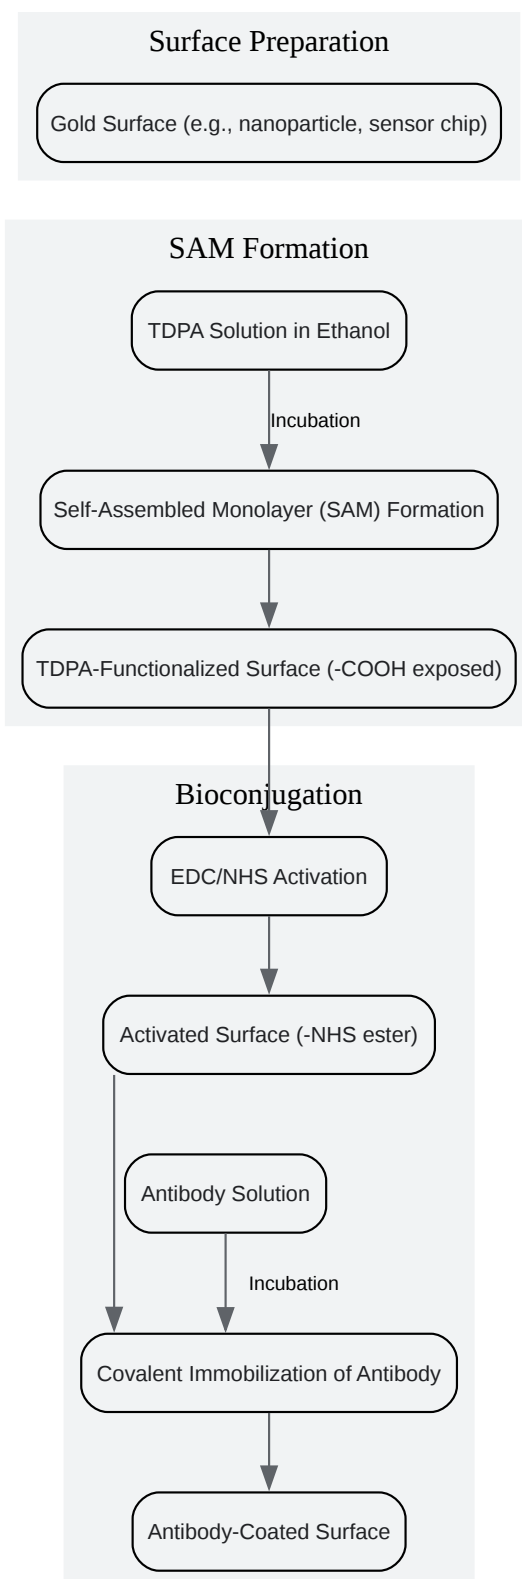 Surface Preparation
Gold Surface (e.g., nanoparticle, sensor chip)
SAM Formation
TDPA Solution in Ethanol
Incubation
Self-Assembled Monolayer (SAM) Formation
TDPA-Functionalized Surface (-COOH exposed)
Bioconjugation
EDC/NHS Activation
Activated Surface (-NHS ester)
Antibody Solution
Incubation
Covalent Immobilization of Antibody
Antibody-Coated Surface